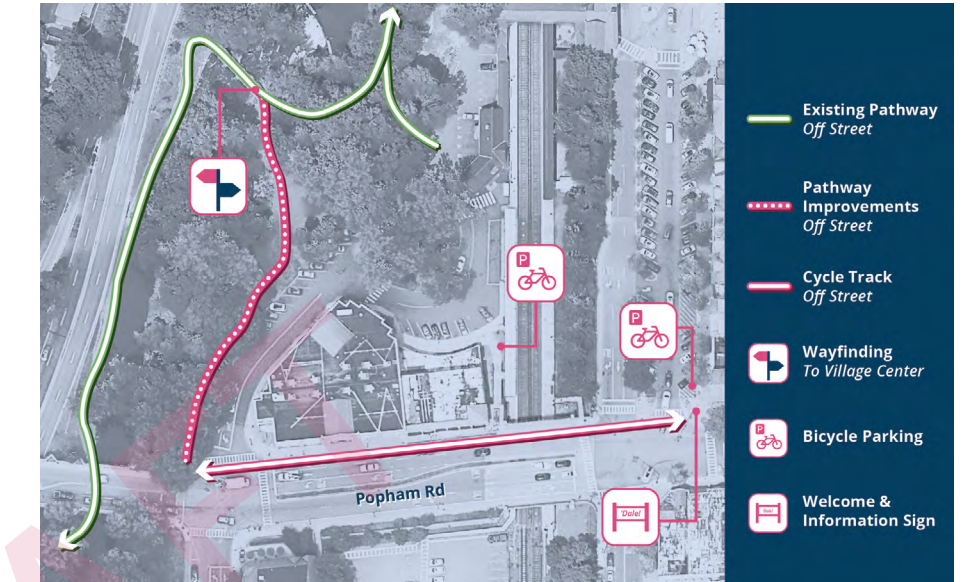 P
P
'Dale!
Popham Rd
Existing Pathway
Off Street
Pathway
Improvements
Off Street
Cycle Track
Off Street
Wayfinding
To Village Center
P
Bicycle Parking
Welcome &
Information Sign